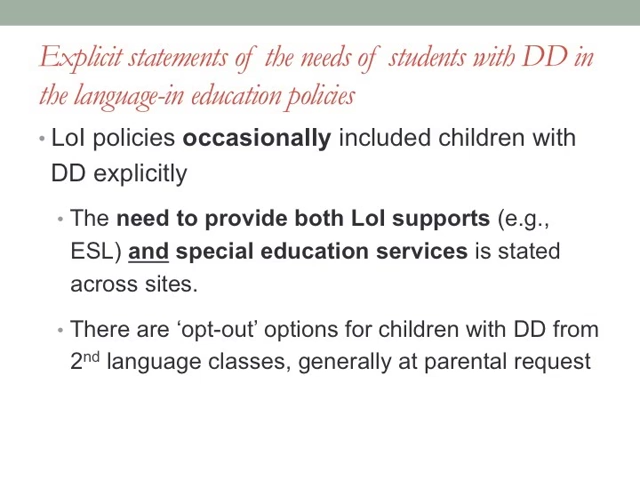 Explicit statements of the needs of students with DD in
the language-in education policies
• LoI policies occasionally included children with
DD explicitly
• The need to provide both LoI supports (e.g.,
ESL) and special education services is stated
across sites.
• There are ‘opt-out’ options for children with DD from
2nd language classes, generally at parental request